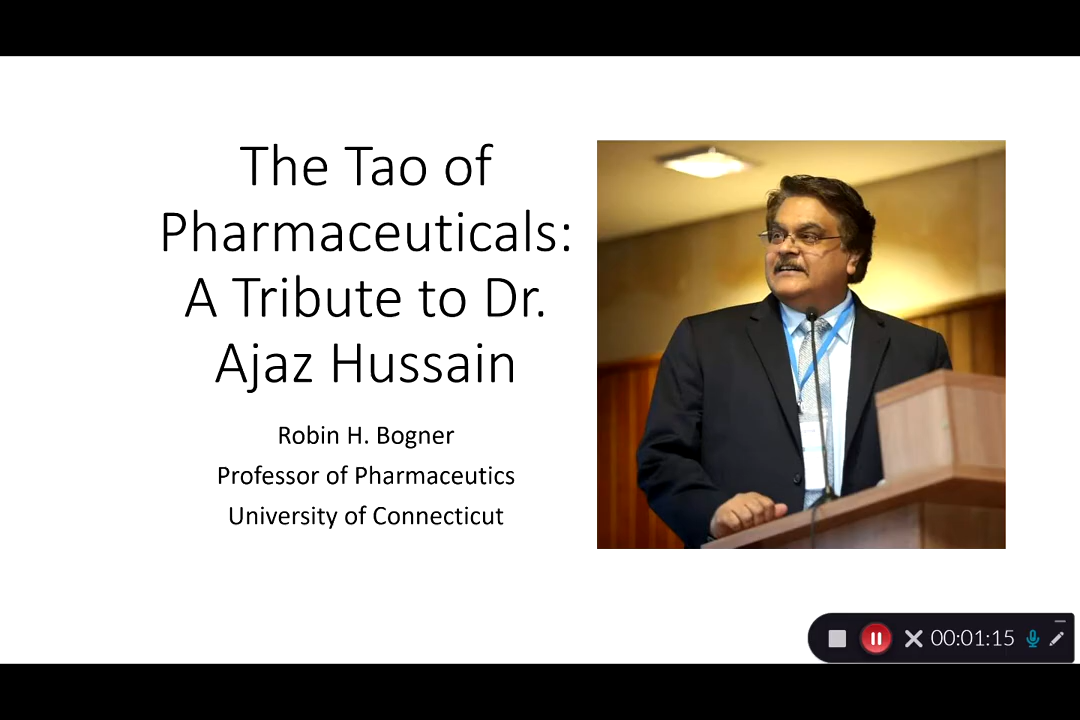 The Tao of
Pharmaceuticals:
A Tribute to Dr.
Ajaz Hussain
Robin H. Bogner
Professor of Pharmaceutics
University of Connecticut
00:01:15